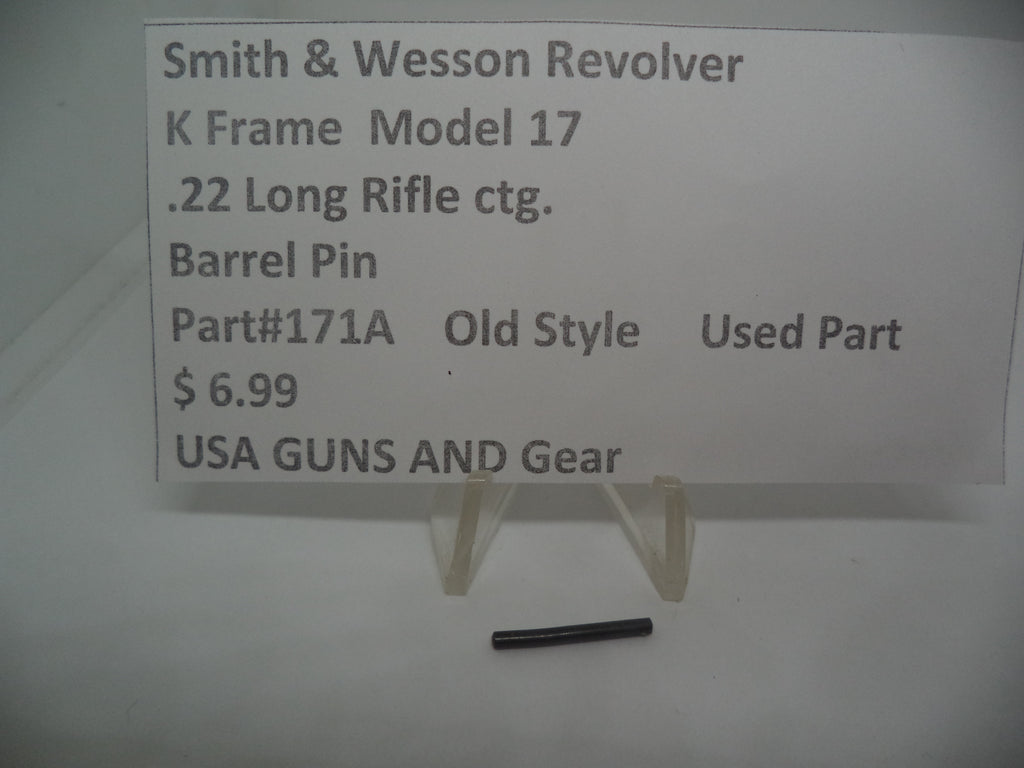 Smith & Wesson Revolver
K Frame Model 17
.22 Long Rifle ctg.
Barrel Pin
Part#171A Old Style Used Part
$ 6.99
USA GUNS AND Gear